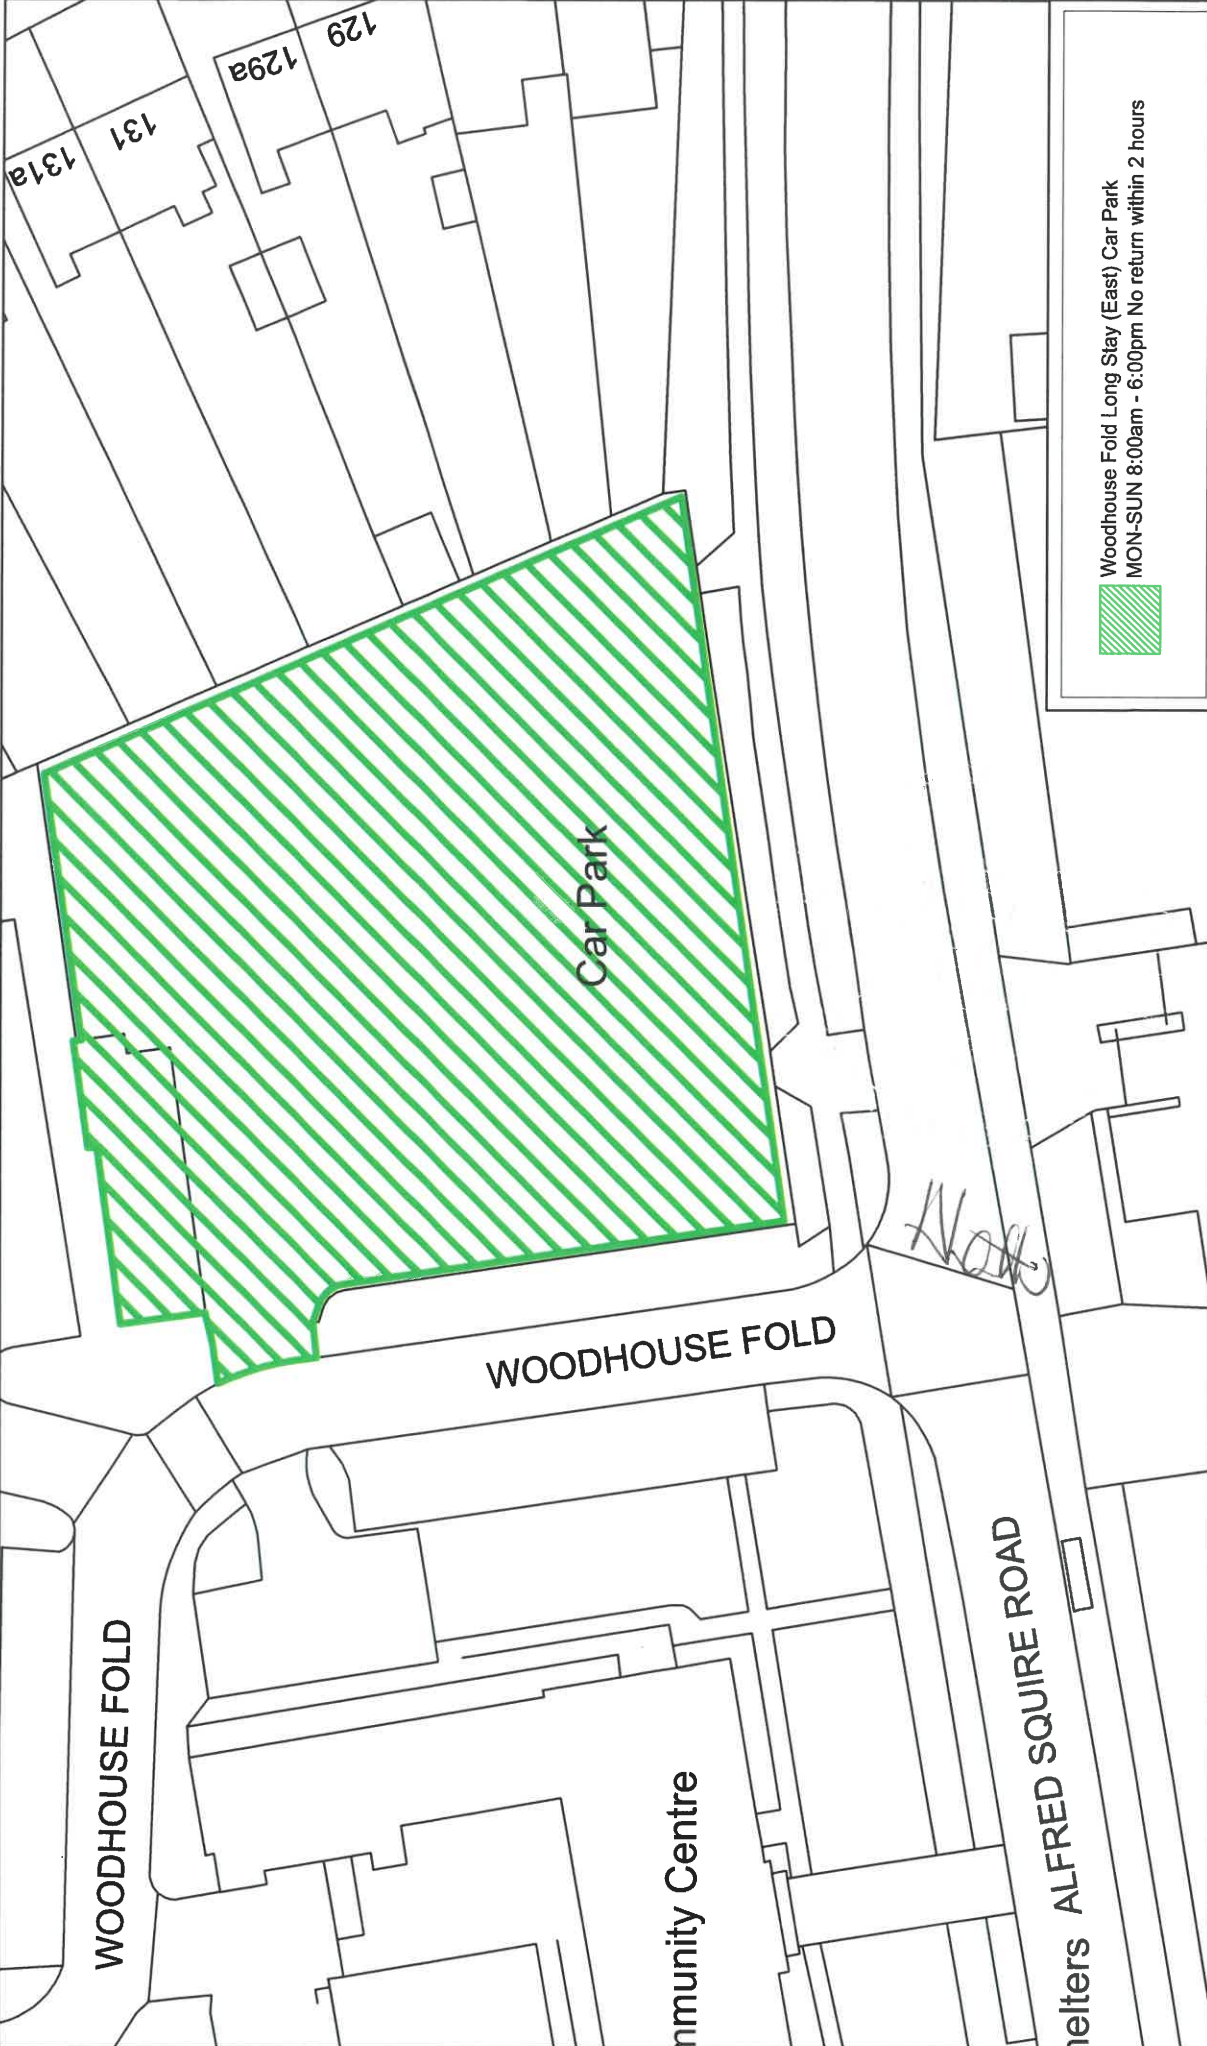 131a
131
129a
129
Woodhouse Fold Long Stay (East) Car Park
MON-SUN 8:00am - 6:00pm No return within 2 hours
Car Park
WOODHOUSE FOLD
WOODHOUSE FOLD
nmunity Centre
ALFRED SQUIRE ROAD
helters